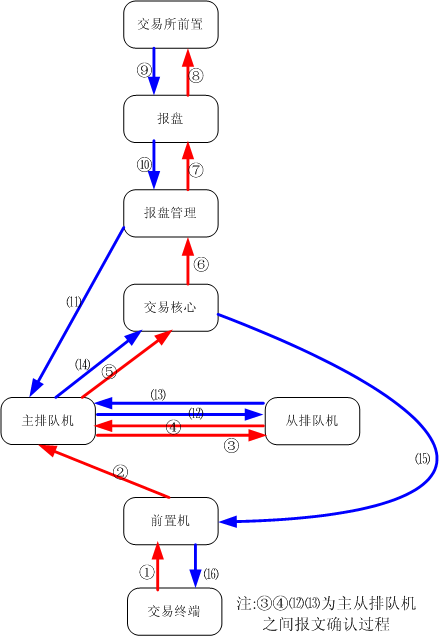 交易所前置
⑨
⑧
报盘
⑩
⑦
报盘管理
⑥
⑾
交易核心
⒁
⑤
⒀
主排队机
⑿
从排队机
④
③
⒂
②
前置机
①
⒃
交易终端
注:③④⑿⒀为主从排队机
之间报文确认过程